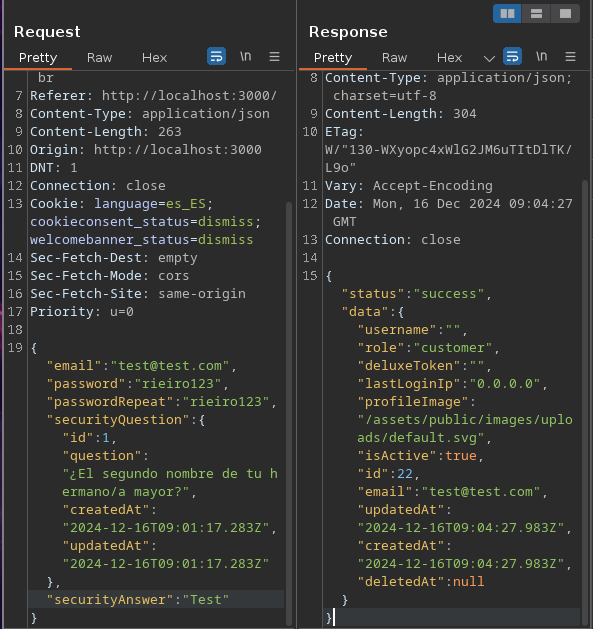 Request
Pretty Raw Hex \n
br
7 Referer: http://localhost:3000/
8 Content-Type: application/json
9 Content-Length: 263
10 Origin: http://localhost:3000
11 DNT: 1
12 Connection: close
13 Cookie: language=es_ES;
cookieconsent_status=dismiss;
welcomebanner_status=dismiss
14 Sec-Fetch-Dest: empty
15 Sec-Fetch-Mode: cors
16 Sec-Fetch-Site: same-origin
17 Priority: u=0
18
19 {
"email":"test@test.com",
"password":"rieiro123",
"passwordRepeat":"rieiro123",
"securityQuestion":{
"id":1,
"question":
"¿El segundo nombre de tu h
ermano/a mayor?",
"createdAt":
"2024-12-16T09:01:17.283Z",
"updatedAt":
"2024-12-16T09:01:17.283Z"
},
"securityAnswer":"Test"
}
Response
Pretty Raw Hex \n
8 Content-Type: application/json;
charset=utf-8
9 Content-Length: 304
10 ETag:
W/"130-WXyopc4xWlG2JM6uTItDlTK/
L9o"
11 Vary: Accept-Encoding
12 Date: Mon, 16 Dec 2024 09:04:27
GMT
13 Connection: close
14
15 {
"status":"success",
"data":{
"username":"",
"role":"customer",
"deluxeToken":"",
"lastLoginIp":"0.0.0.0",
"profileImage":
"/assets/public/images/uplo
ads/default.svg",
"isActive":true,
"id":22,
"email":"test@test.com",
"updatedAt":
"2024-12-16T09:04:27.983Z",
"createdAt":
"2024-12-16T09:04:27.983Z",
"deletedAt":null
}
}